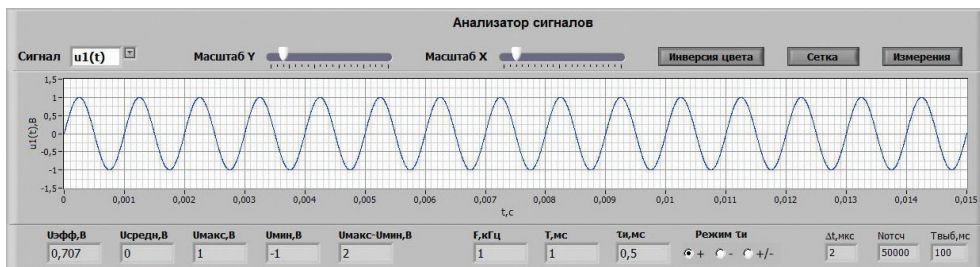 Анализатор сигналов
Сигнал u1(t) Масштаб Y Масштаб X Инверсия цвета Сетка Измерения
1,5
1
0,5
0
-0,5
-1
-1,5
u1(t),В
0 0,001 0,002 0,003 0,004 0,005 0,006 0,007 0,008 0,009 0,01 0,011 0,012 0,013 0,014 0,015
t,с
Uэфф,В Uсредн,В Uмакс,В Uмин,В Uмакс-Uмин,В F,кГц T,мс τи,мс Режим τи Δt,мкс Nотсч Tвыб,мс
0,707 0 1 -1 2 1 1 0,5 + - +/- 2 50000 100